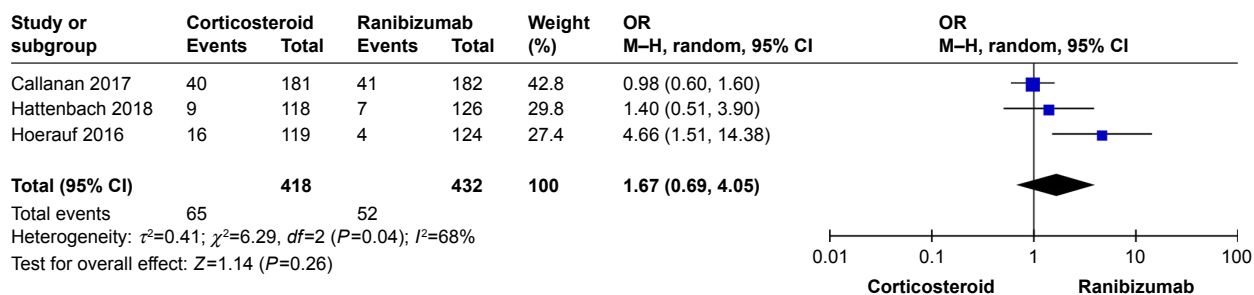 Study or Corticosteroid Ranibizumab Weight OR OR
subgroup Events Total Events Total (%) M–H, random, 95% CI M–H, random, 95% CI
Callanan 2017 40 181 41 182 42.8 0.98 (0.60, 1.60)
Hattenbach 2018 9 118 7 126 29.8 1.40 (0.51, 3.90)
Hoerauf 2016 16 119 4 124 27.4 4.66 (1.51, 14.38)
Total (95% CI) 418 432 100 1.67 (0.69, 4.05)
Total events 65 52
Heterogeneity: τ²=0.41; χ²=6.29, df=2 (P=0.04); I²=68%
Test for overall effect: Z=1.14 (P=0.26)
0.01 0.1 1 10 100
Corticosteroid Ranibizumab